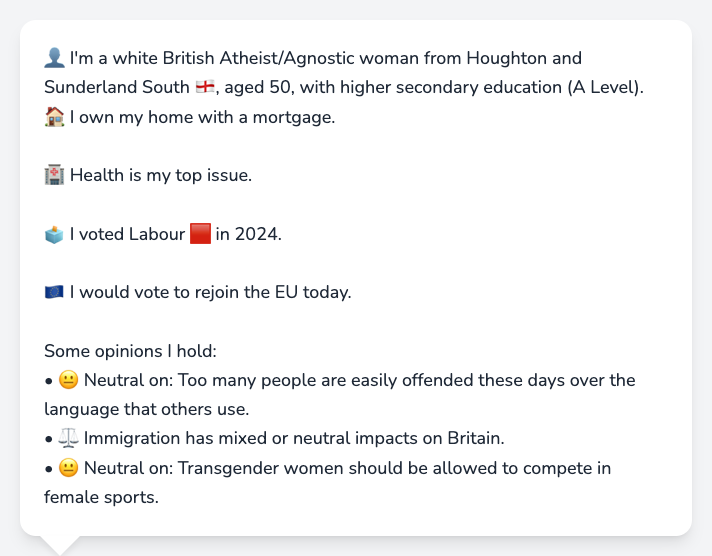 👤 I'm a white British Atheist/Agnostic woman from Houghton and
Sunderland South 🏴󠁧󠁢󠁥󠁮󠁧󠁿, aged 50, with higher secondary education (A Level).
🏠 I own my home with a mortgage.
🏥 Health is my top issue.
🗳️ I voted Labour 🟥 in 2024.
🇪🇺 I would vote to rejoin the EU today.
Some opinions I hold:
• 😐 Neutral on: Too many people are easily offended these days over the
language that others use.
• ⚖️ Immigration has mixed or neutral impacts on Britain.
• 😐 Neutral on: Transgender women should be allowed to compete in
female sports.